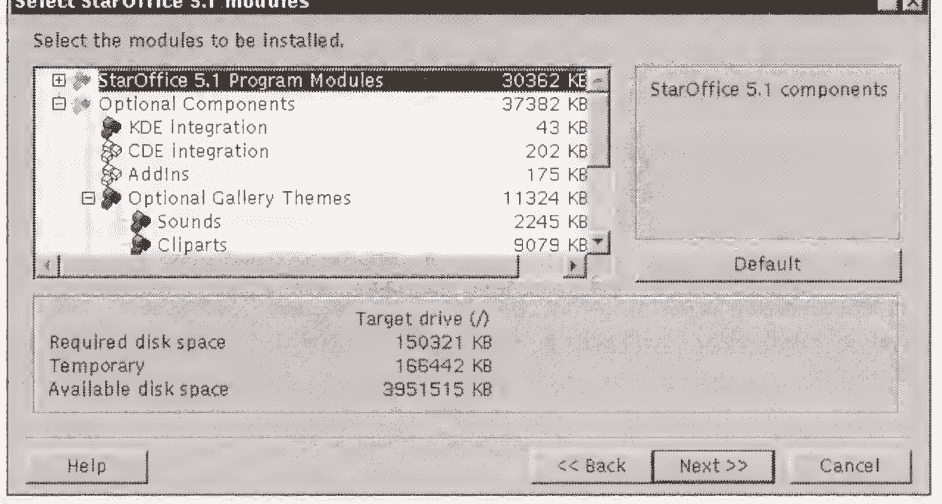 Select StarOffice 5.1 modules
Select the modules to be installed.
StarOffice 5.1 Program Modules 30362 KB
Optional Components 37382 KB
KDE integration 43 KB
CDE integration 202 KB
AddIns 175 KB
Optional Gallery Themes 11324 KB
Sounds 2245 KB
Cliparts 9079 KB
StarOffice 5.1 components
Default
Target drive (/)
Required disk space 150321 KB
Temporary 166442 KB
Available disk space 3951515 KB
Help
<< Back
Next >>
Cancel